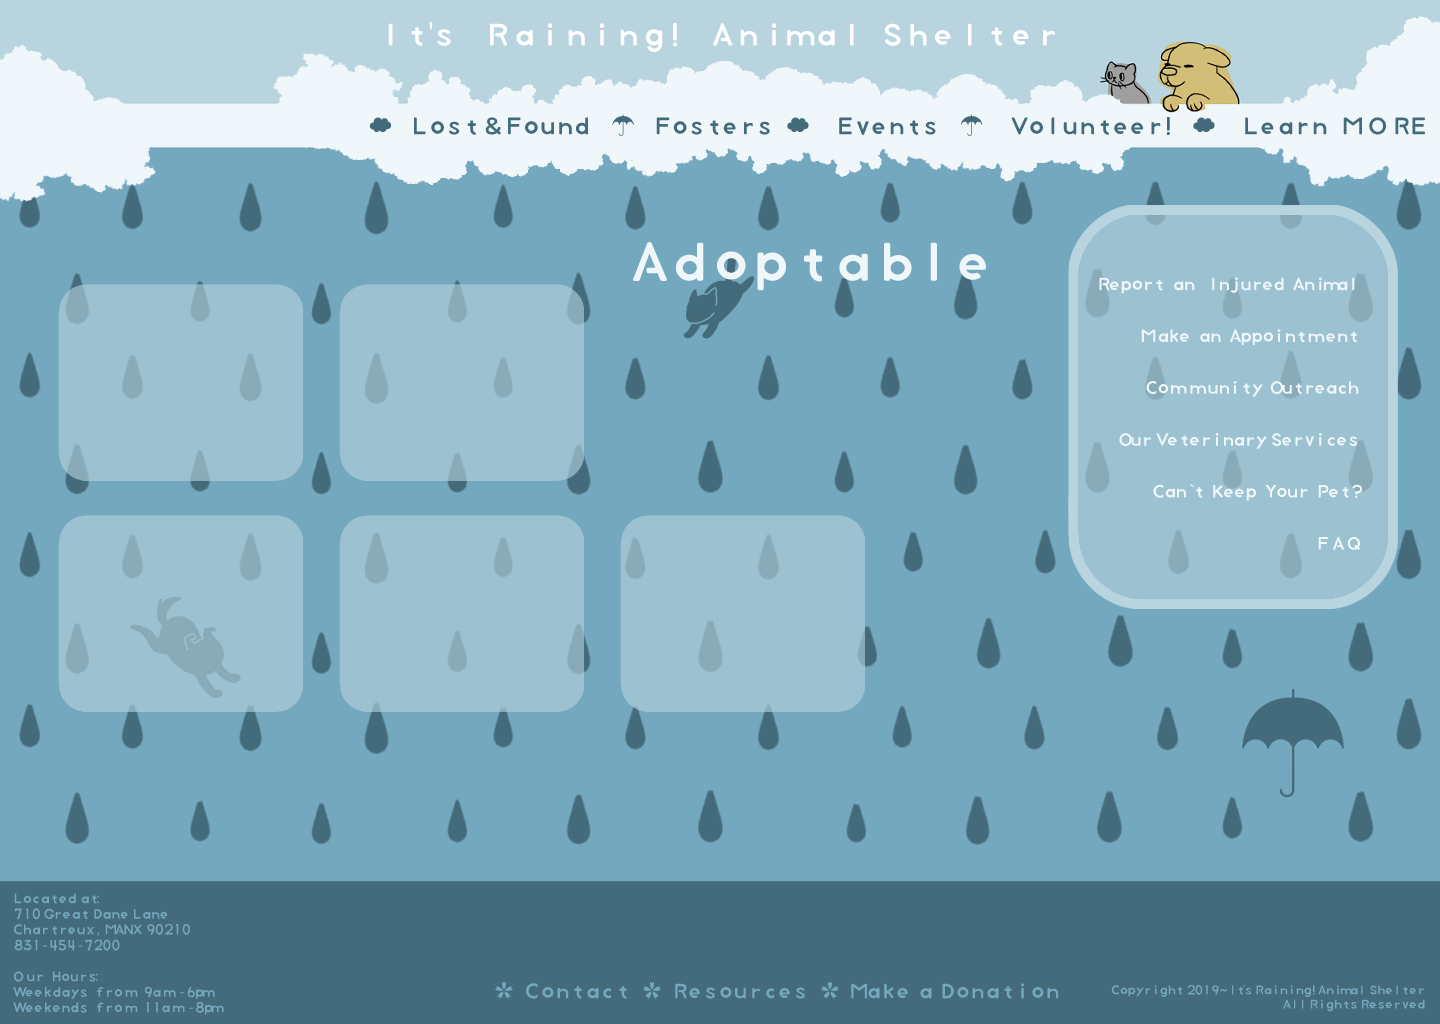 It's Raining! Animal Shelter
Lost&Found Fosters Events Volunteer! Learn MORE
Adoptable
Report an Injured Animal
Make an Appointment
Community Outreach
Our Veterinary Services
Can`t Keep Your Pet?
FAQ
Located at:
710 Great Dane Lane
Chartreux, MANX 90210
831-454-7200
Our Hours:
Weekdays from 9am-6pm
Weekends from 11am-8pm
✲ Contact ✲ Resources ✲ Make a Donation
Copyright 2019~It's Raining! Animal Shelter
All Rights Reserved